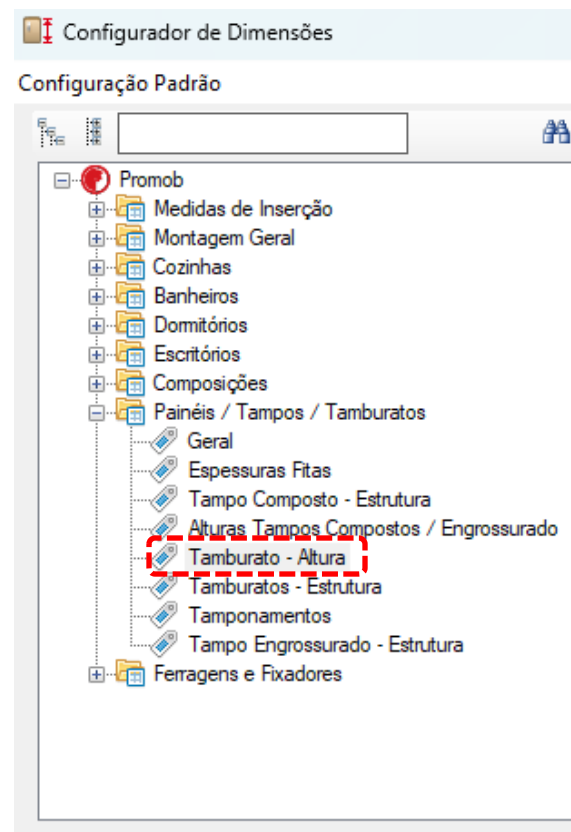 Configurador de Dimensões
Configuração Padrão
Promob
Medidas de Inserção
Montagem Geral
Cozinhas
Banheiros
Dormitórios
Escritórios
Composições
Painéis / Tampos / Tamburatos
Geral
Espessuras Fitas
Tampo Composto - Estrutura
Alturas Tampos Compostos / Engrossurado
Tamburato - Altura
Tamburatos - Estrutura
Tamponamentos
Tampo Engrossurado - Estrutura
Ferragens e Fixadores